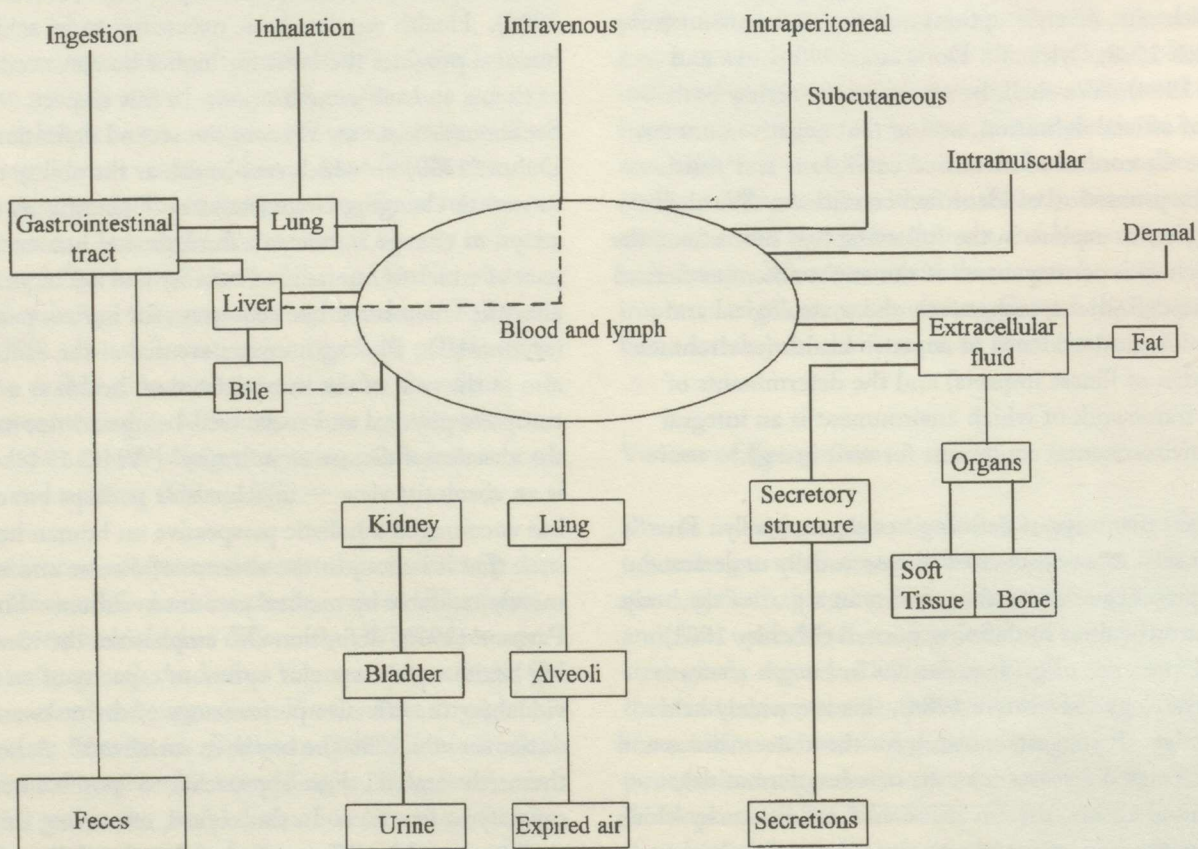 Ingestion
Inhalation
Intravenous
Intraperitoneal
Subcutaneous
Intramuscular
Dermal
Gastrointestinal
tract
Lung
Liver
Bile
Blood and lymph
Extracellular
fluid
Fat
Organs
Soft
Tissue
Bone
Kidney
Lung
Secretory
structure
Bladder
Alveoli
Feces
Urine
Expired air
Secretions